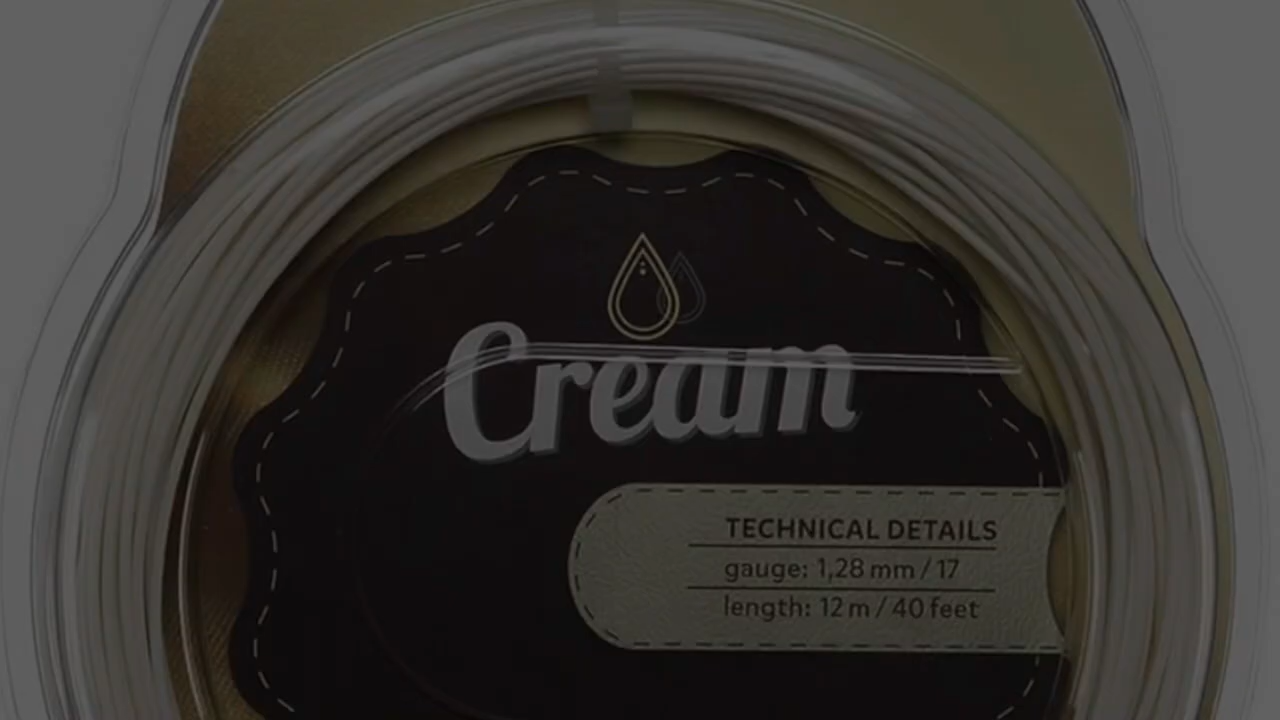 Cream
TECHNICAL DETAILS
gauge: 1,28 mm / 17
length: 12 m / 40 feet